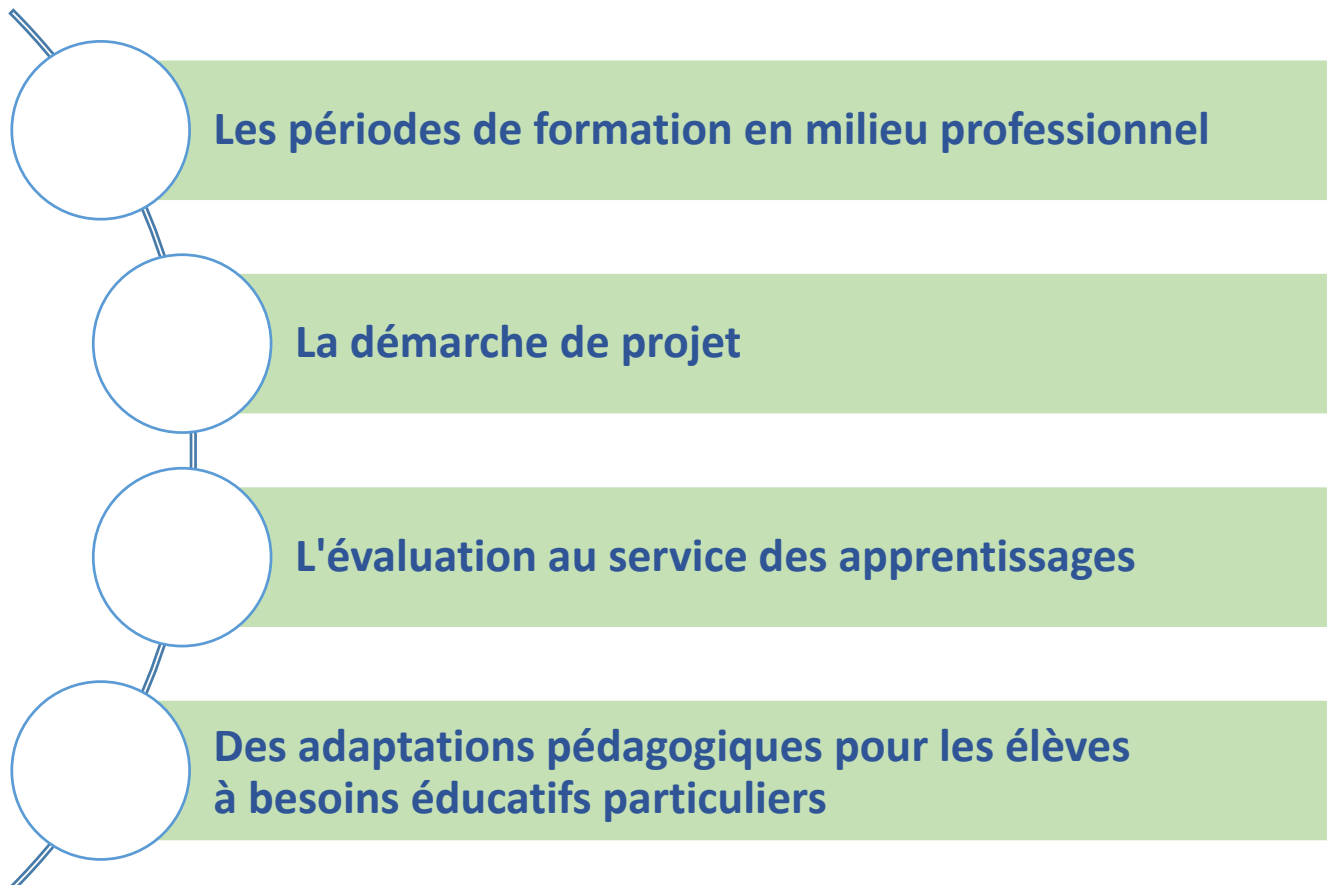 Les périodes de formation en milieu professionnel
La démarche de projet
L'évaluation au service des apprentissages
Des adaptations pédagogiques pour les élèves
à besoins éducatifs particuliers